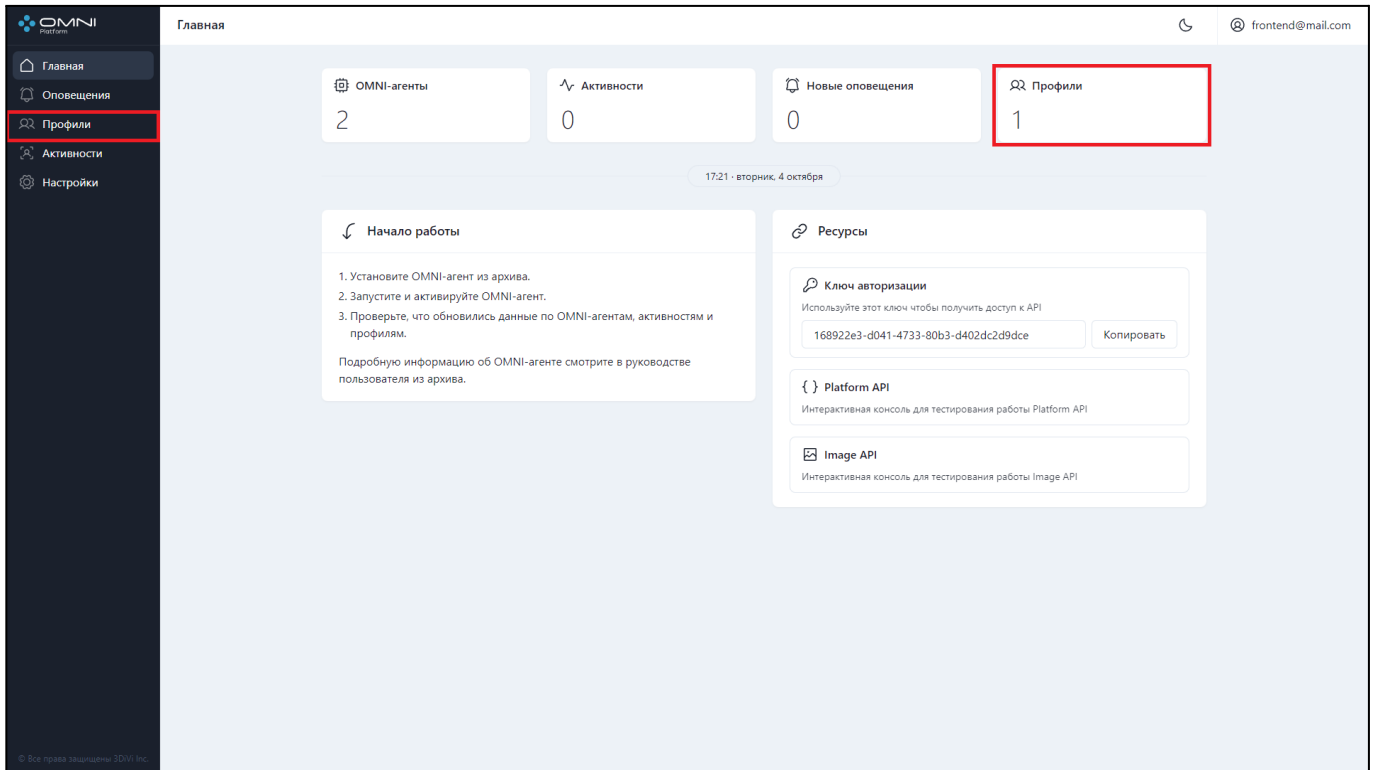 OMNI
Platform
Главная
frontend@mail.com
Главная
Оповещения
Профили
Активности
Настройки
OMNI-агенты
2
Активности
0
Новые оповещения
0
Профили
1
17:21 · вторник, 4 октября
Начало работы
1. Установите OMNI-агент из архива.
2. Запустите и активируйте OMNI-агент.
3. Проверьте, что обновились данные по OMNI-агентам, активностям и
профилям.
Подробную информацию об OMNI-агенте смотрите в руководстве
пользователя из архива.
Ресурсы
Ключ авторизации
Используйте этот ключ чтобы получить доступ к API
168922e3-d041-4733-80b3-d402dc2d9dce
Копировать
{ } Platform API
Интерактивная консоль для тестирования работы Platform API
Image API
Интерактивная консоль для тестирования работы Image API
© Все права защищены 3DiVi Inc.